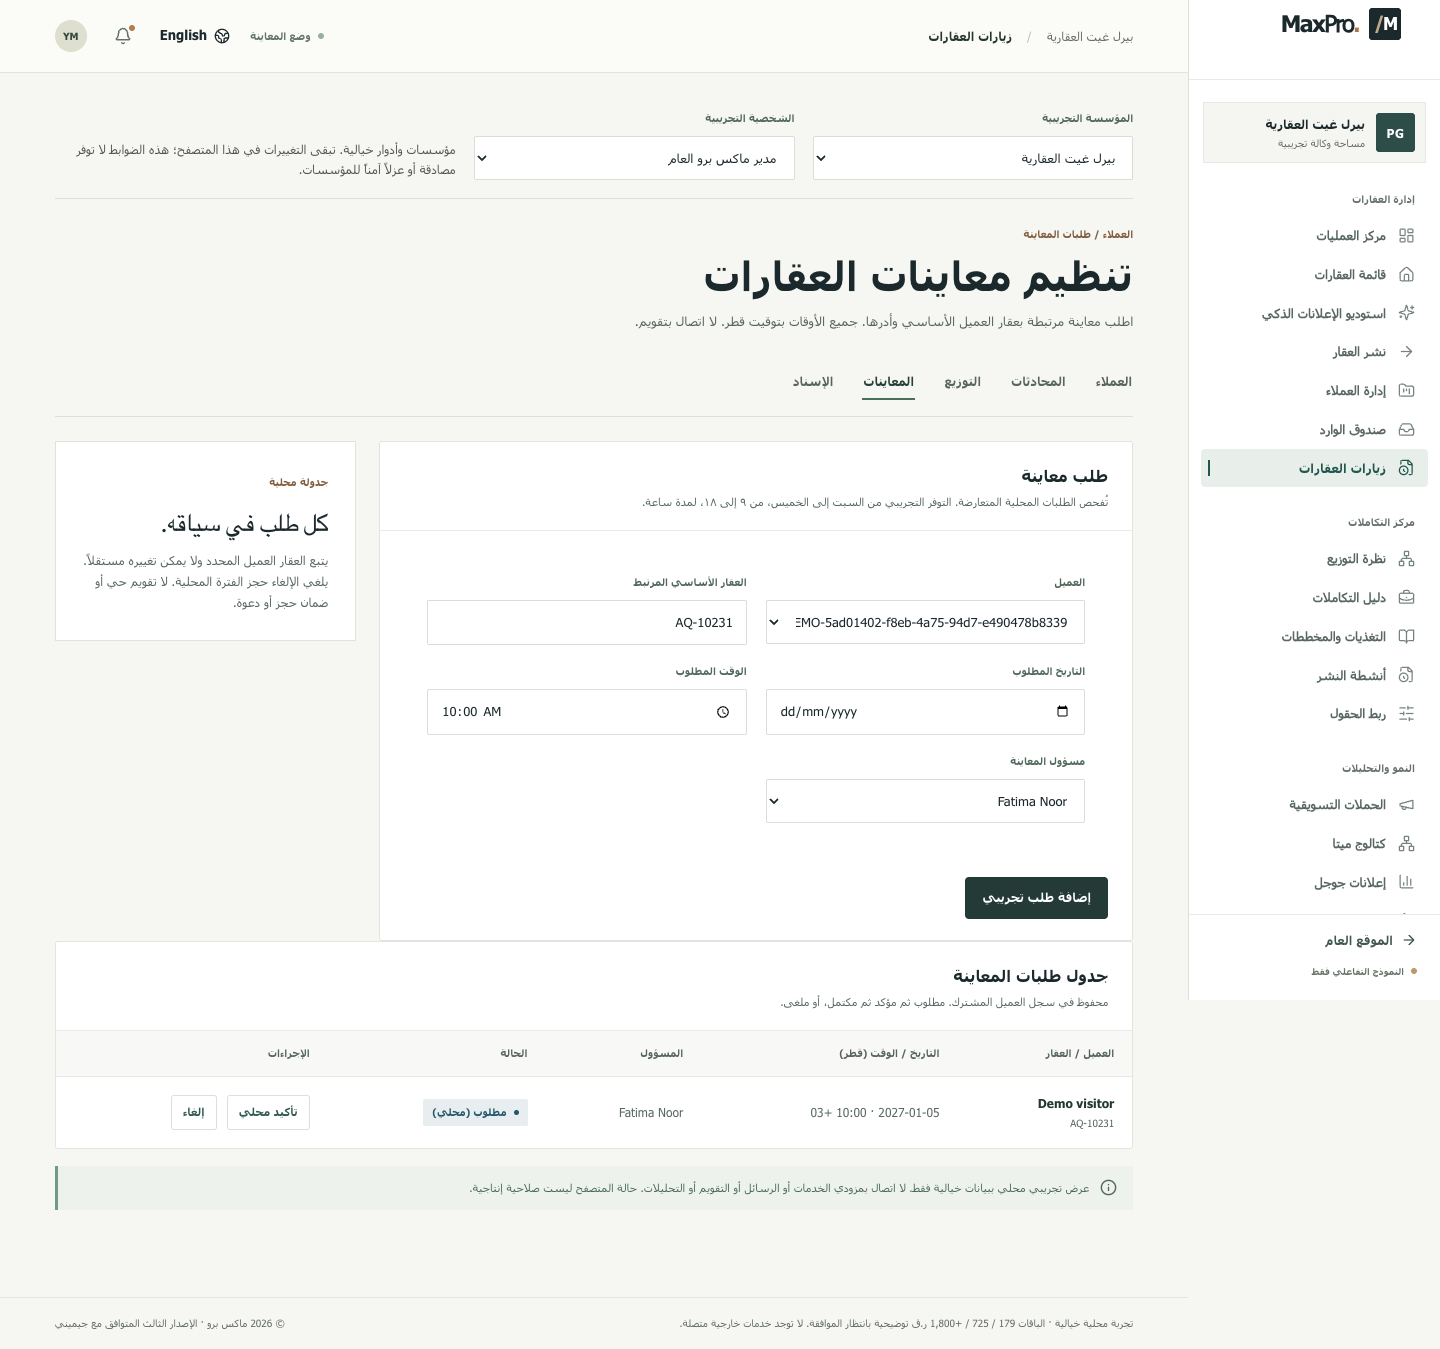 MaxPro.
/M
PG
بيرل غيت العقارية
مساحة وكالة تجريبية
إدارة العقارات
مركز العمليات
قائمة العقارات
استوديو الإعلانات الذكي
نشر العقار
إدارة العملاء
صندوق الوارد
زيارات العقارات
مركز التكاملات
نظرة التوزيع
دليل التكاملات
التغذيات والمخططات
أنشطة النشر
ربط الحقول
النمو والتحليلات
الحملات التسويقية
كتالوج ميتا
إعلانات جوجل
الموقع العام
النموذج التفاعلي فقط
بيرل غيت العقارية / زيارات العقارات
وضع المعاينة
English
YM
المؤسسة التجريبية
بيرل غيت العقارية
الشخصية التجريبية
مدير ماكس برو العام
مؤسسات وأدوار خيالية. تبقى التغييرات في هذا المتصفح؛ هذه الضوابط لا توفر
مصادقة أو عزلاً آمناً للمؤسسات.
العملاء / طلبات المعاينة
تنظيم معاينات العقارات
اطلب معاينة مرتبطة بعقار العميل الأساسي وأدرها. جميع الأوقات بتوقيت قطر. لا اتصال بتقويم.
العملاء
المحادثات
التوزيع
المعاينات
الإسناد
طلب معاينة
تُفحص الطلبات المحلية المتعارضة. التوفر التجريبي من السبت إلى الخميس، من ٩ إلى ١٨، لمدة ساعة.
العميل
EMO-5ad01402-f8eb-4a75-94d7-e490478b8339
العقار الأساسي المرتبط
AQ-10231
التاريخ المطلوب
dd/mm/yyyy
الوقت المطلوب
10:00 AM
مسؤول المعاينة
Fatima Noor
إضافة طلب تجريبي
جدولة محلية
كل طلب في سياقه.
يتبع العقار العميل المحدد ولا يمكن تغييره مستقلاً.
يلغي الإلغاء حجز الفترة المحلية. لا تقويم حي أو
ضمان حجز أو دعوة.
جدول طلبات المعاينة
محفوظ في سجل العميل المشترك. مطلوب ثم مؤكد ثم مكتمل، أو ملغى.
العميل / العقار
التاريخ / الوقت (قطر)
المسؤول
الحالة
الإجراءات
Demo visitor
AQ-10231
2027-01-05 · 10:00 +03
Fatima Noor
مطلوب (محلي)
تأكيد محلي
إلغاء
عرض تجريبي محلي ببيانات خيالية فقط. لا اتصال بمزودي الخدمات أو الرسائل أو التقويم أو التحليلات. حالة المتصفح ليست صلاحية إنتاجية.
تجربة محلية خيالية · الباقات 179 / 725 / +1,800 ر.ق توضيحية بانتظار الموافقة. لا توجد خدمات خارجية متصلة.
© 2026 ماكس برو · الإصدار الثالث المتوافق مع جيميني